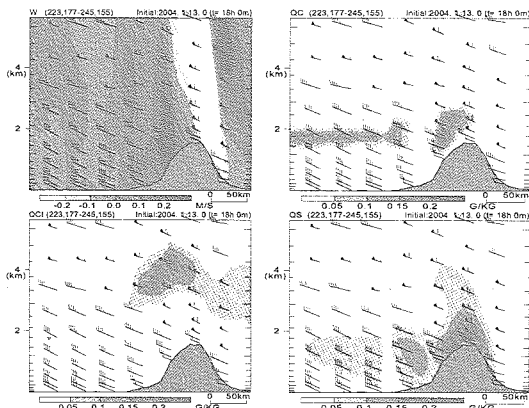 W (223,177-245,155) Initial:2004. 1.13. 0 (t= 18h 0m)
4
(km)
2
0 50km
-0.2 -0.1 0.0 0.1 0.2 M/S
QC (223,177-245,155) Initial:2004. 1.13. 0 (t= 18h 0m)
4
(km)
2
0 50km
0.05 0.1 0.15 0.2 G/KG
QCI (223,177-245,155) Initial:2004. 1.13. 0 (t= 18h 0m)
4
(km)
2
0 50km
0.05 0.1 0.15 0.2 G/KG
QS (223,177-245,155) Initial:2004. 1.13. 0 (t= 18h 0m)
4
(km)
2
0 50km
0.05 0.1 0.15 0.2 G/KG